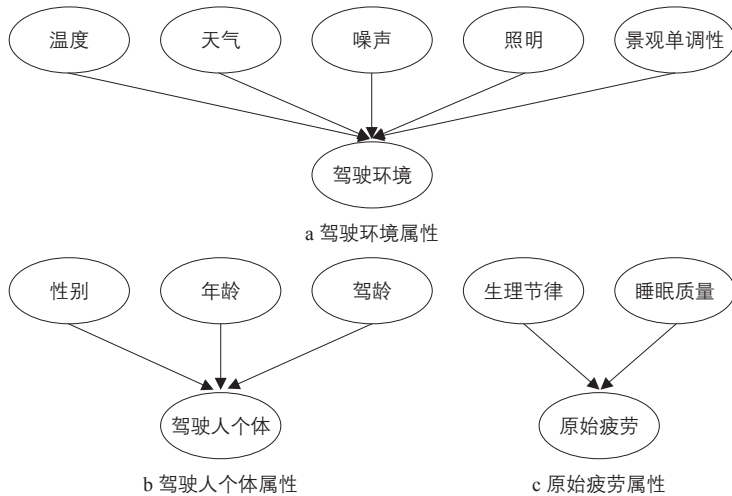 温度 天气 噪声 照明 景观单调性
驾驶环境
a 驾驶环境属性
性别 年龄 驾龄 生理节律 睡眠质量
驾驶人个体 原始疲劳
b 驾驶人个体属性 c 原始疲劳属性